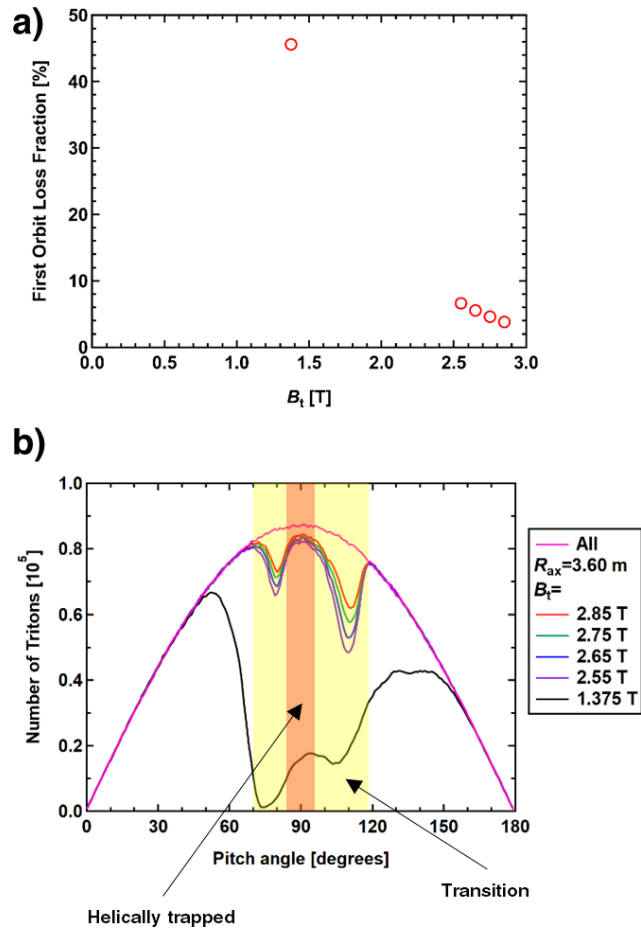 a)
First Orbit Loss Fraction [%]
50
40
30
20
10
0
0.0 0.5 1.0 1.5 2.0 2.5 3.0
Bt [T]
b)
Number of Tritons [10^5]
1.0
0.8
0.6
0.4
0.2
0.0
0 30 60 90 120 150 180
Pitch angle [degrees]
All
Rax=3.60 m
Bt=
2.85 T
2.75 T
2.65 T
2.55 T
1.375 T
Helically trapped
Transition